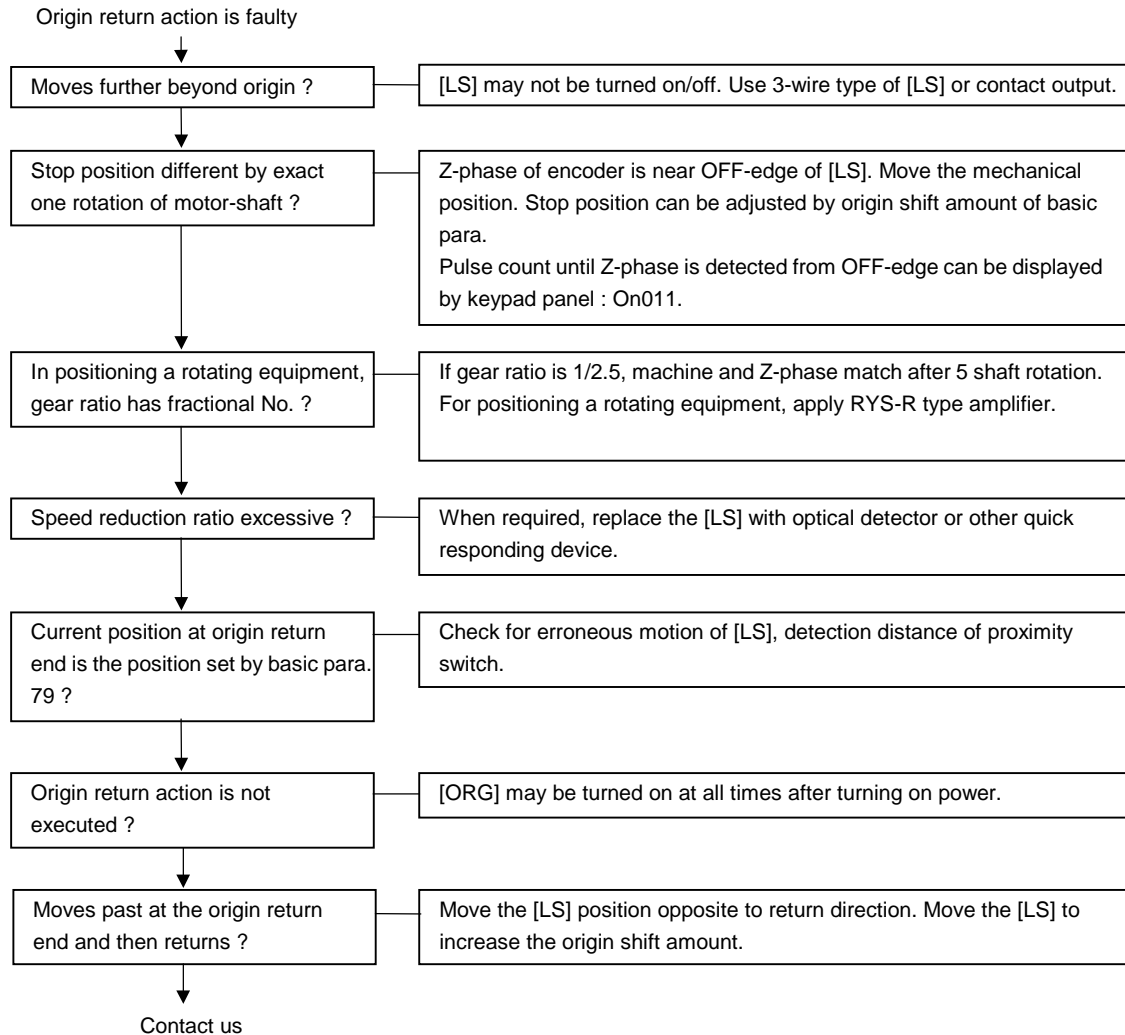 Origin return action is faulty
Moves further beyond origin ?
[LS] may not be turned on/off. Use 3-wire type of [LS] or contact output.
Stop position different by exact
one rotation of motor-shaft ?
Z-phase of encoder is near OFF-edge of [LS]. Move the mechanical
position. Stop position can be adjusted by origin shift amount of basic
para.
Pulse count until Z-phase is detected from OFF-edge can be displayed
by keypad panel : On011.
In positioning a rotating equipment,
gear ratio has fractional No. ?
If gear ratio is 1/2.5, machine and Z-phase match after 5 shaft rotation.
For positioning a rotating equipment, apply RYS-R type amplifier.
Speed reduction ratio excessive ?
When required, replace the [LS] with optical detector or other quick
responding device.
Current position at origin return
end is the position set by basic para.
79 ?
Check for erroneous motion of [LS], detection distance of proximity
switch.
Origin return action is not
executed ?
[ORG] may be turned on at all times after turning on power.
Moves past at the origin return
end and then returns ?
Move the [LS] position opposite to return direction. Move the [LS] to
increase the origin shift amount.
Contact us